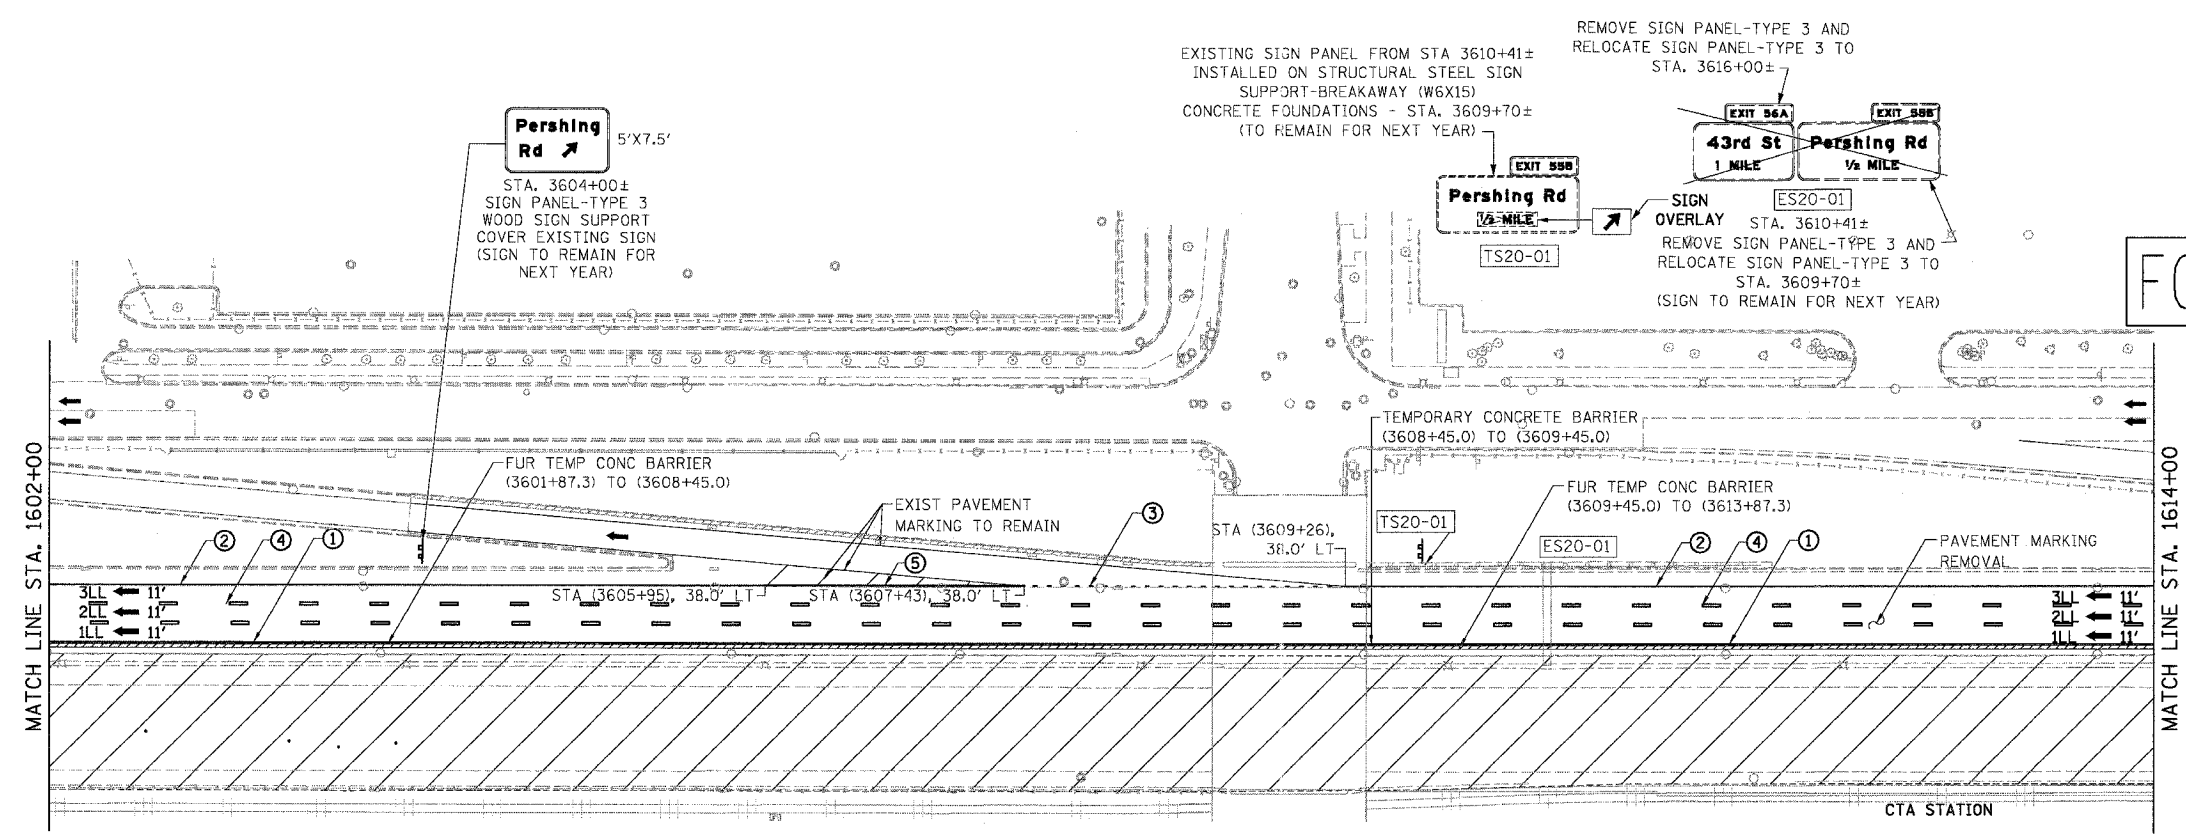 REMOVE SIGN PANEL-TYPE 3 AND
RELOCATE SIGN PANEL-TYPE 3 TO
STA. 3616+00±
EXISTING SIGN PANEL FROM STA 3610+41±
INSTALLED ON STRUCTURAL STEEL SIGN
SUPPORT-BREAKAWAY (W6X15)
CONCRETE FOUNDATIONS - STA. 3609+70±
(TO REMAIN FOR NEXT YEAR)
Pershing
Rd ↗
5'X7.5'
STA. 3604+00±
SIGN PANEL-TYPE 3
WOOD SIGN SUPPORT
COVER EXISTING SIGN
(SIGN TO REMAIN FOR
NEXT YEAR)
EXIT 55B
Pershing Rd
1/2 MILE
TS20-01
SIGN
OVERLAY
EXIT 56A
43rd St
1 MILE
EXIT 55B
Pershing Rd
1/2 MILE
ES20-01
STA. 3610+41±
REMOVE SIGN PANEL-TYPE 3 AND
RELOCATE SIGN PANEL-TYPE 3 TO
STA. 3609+70±
(SIGN TO REMAIN FOR NEXT YEAR)
MATCH LINE STA. 1602+00
FUR TEMP CONC BARRIER
(3601+87.3) TO (3608+45.0)
EXIST PAVEMENT
MARKING TO REMAIN
TEMPORARY CONCRETE BARRIER
(3608+45.0) TO (3609+45.0)
FUR TEMP CONC BARRIER
(3609+45.0) TO (3613+87.3)
STA (3609+26),
38.0' LT
TS20-01
ES20-01
PAVEMENT MARKING
REMOVAL
2 4 1
5
3
2 4 1
STA (3605+95), 38.0' LT
STA (3607+43), 38.0' LT
3LL 11'
2LL 11'
1LL 11'
3LL 11'
2LL 11'
1LL 11'
MATCH LINE STA. 1614+00
CTA STATION